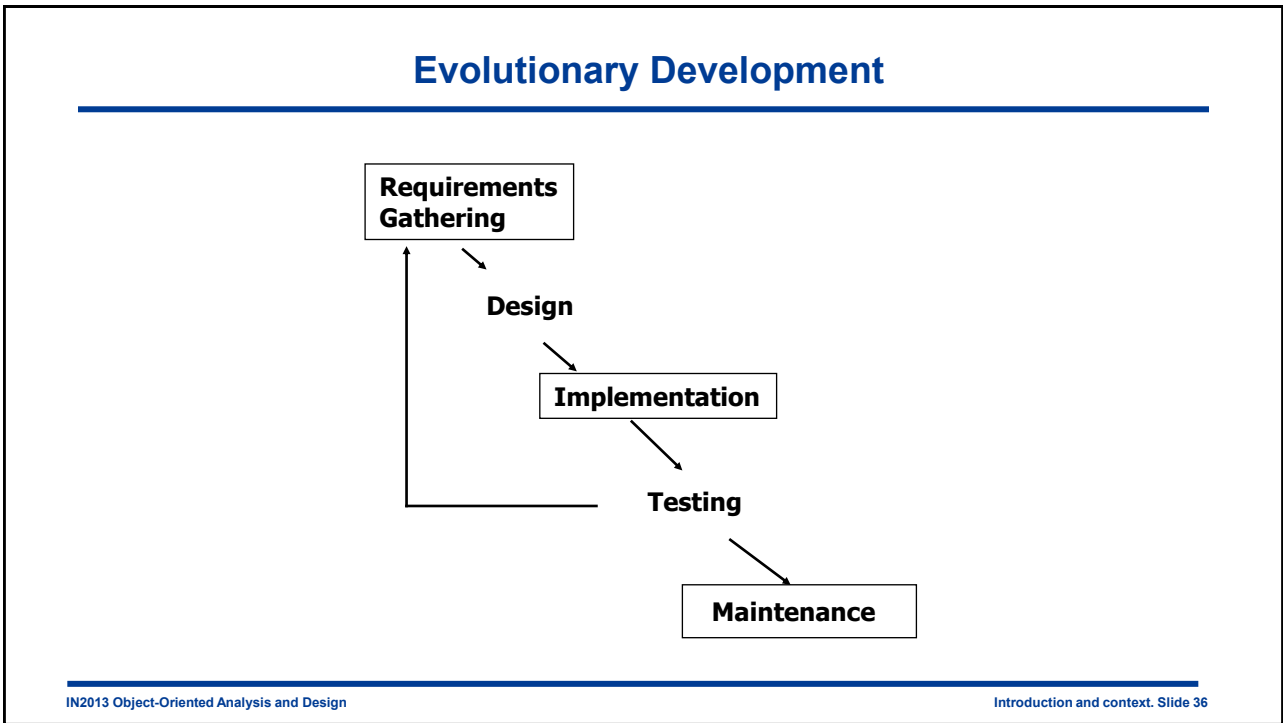 Evolutionary Development
Requirements
Gathering
Design
Implementation
Testing
Maintenance
IN2013 Object-Oriented Analysis and Design
Introduction and context. Slide 36